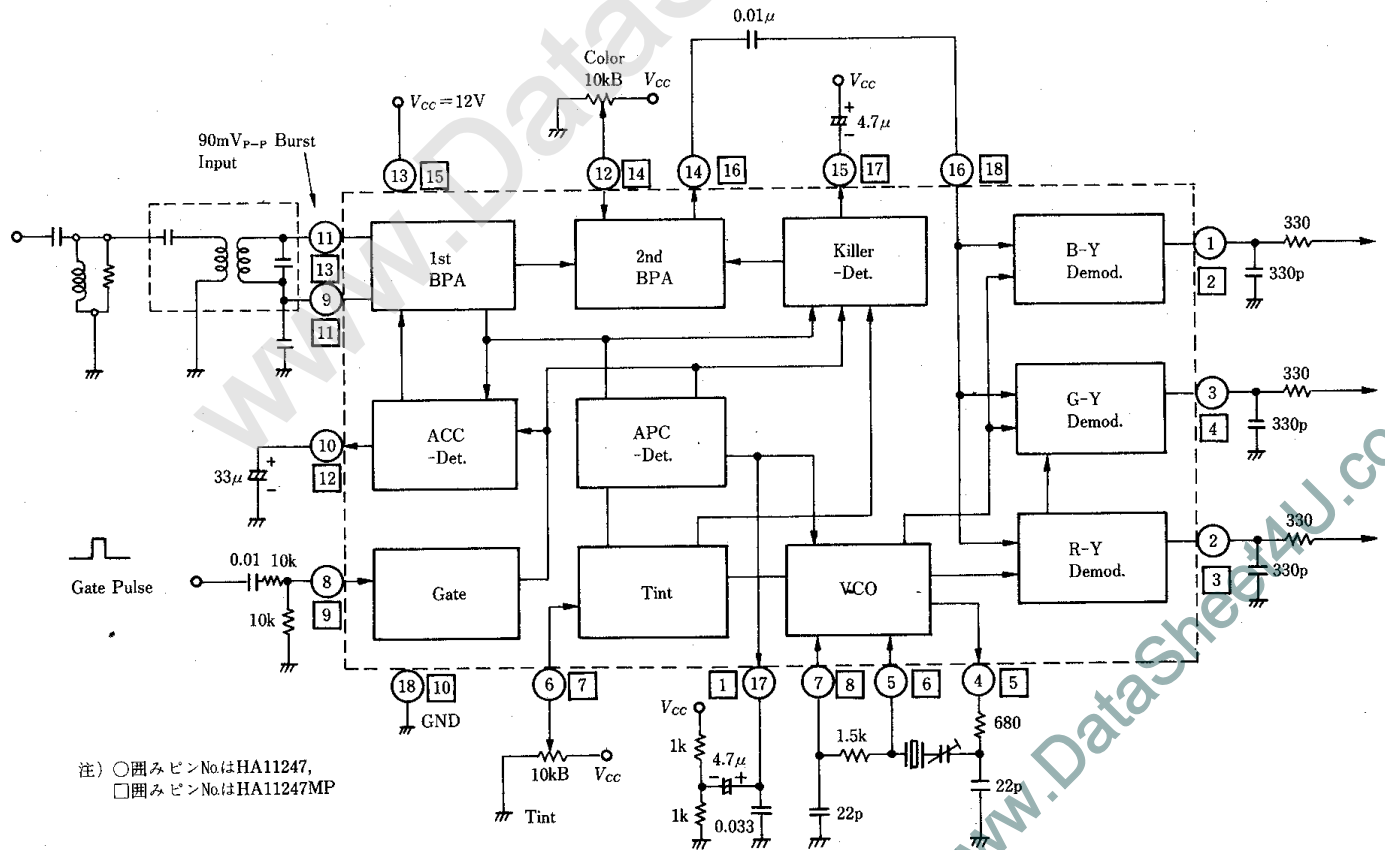 0.01μ
Color
10kB
VCC
VCC
VCC=12V
4.7μ
+
-
90mVP-P Burst
Input
13 15
12 14
14 16
15 17
16 18
11
13
9
11
1st
BPA
2nd
BPA
Killer
-Det.
B-Y
Demod.
1
2
330
330p
ACC
-Det.
APC
-Det.
G-Y
Demod.
3
4
330
330p
10
12
33μ
+
-
Gate Pulse
0.01 10k
10k
8
9
Gate
Tint
VCO
R-Y
Demod.
2
3
330
330p
18 10
GND
6 7
1 17
7 8
5 6
4 5
VCC
1k
1k
4.7μ
- +
0.033
1.5k
22p
680
22p
10kB
VCC
Tint
注) ○囲みピンNo.はHA11247,
□囲みピンNo.はHA11247MP
www.DataSheet4U.co
www.Da